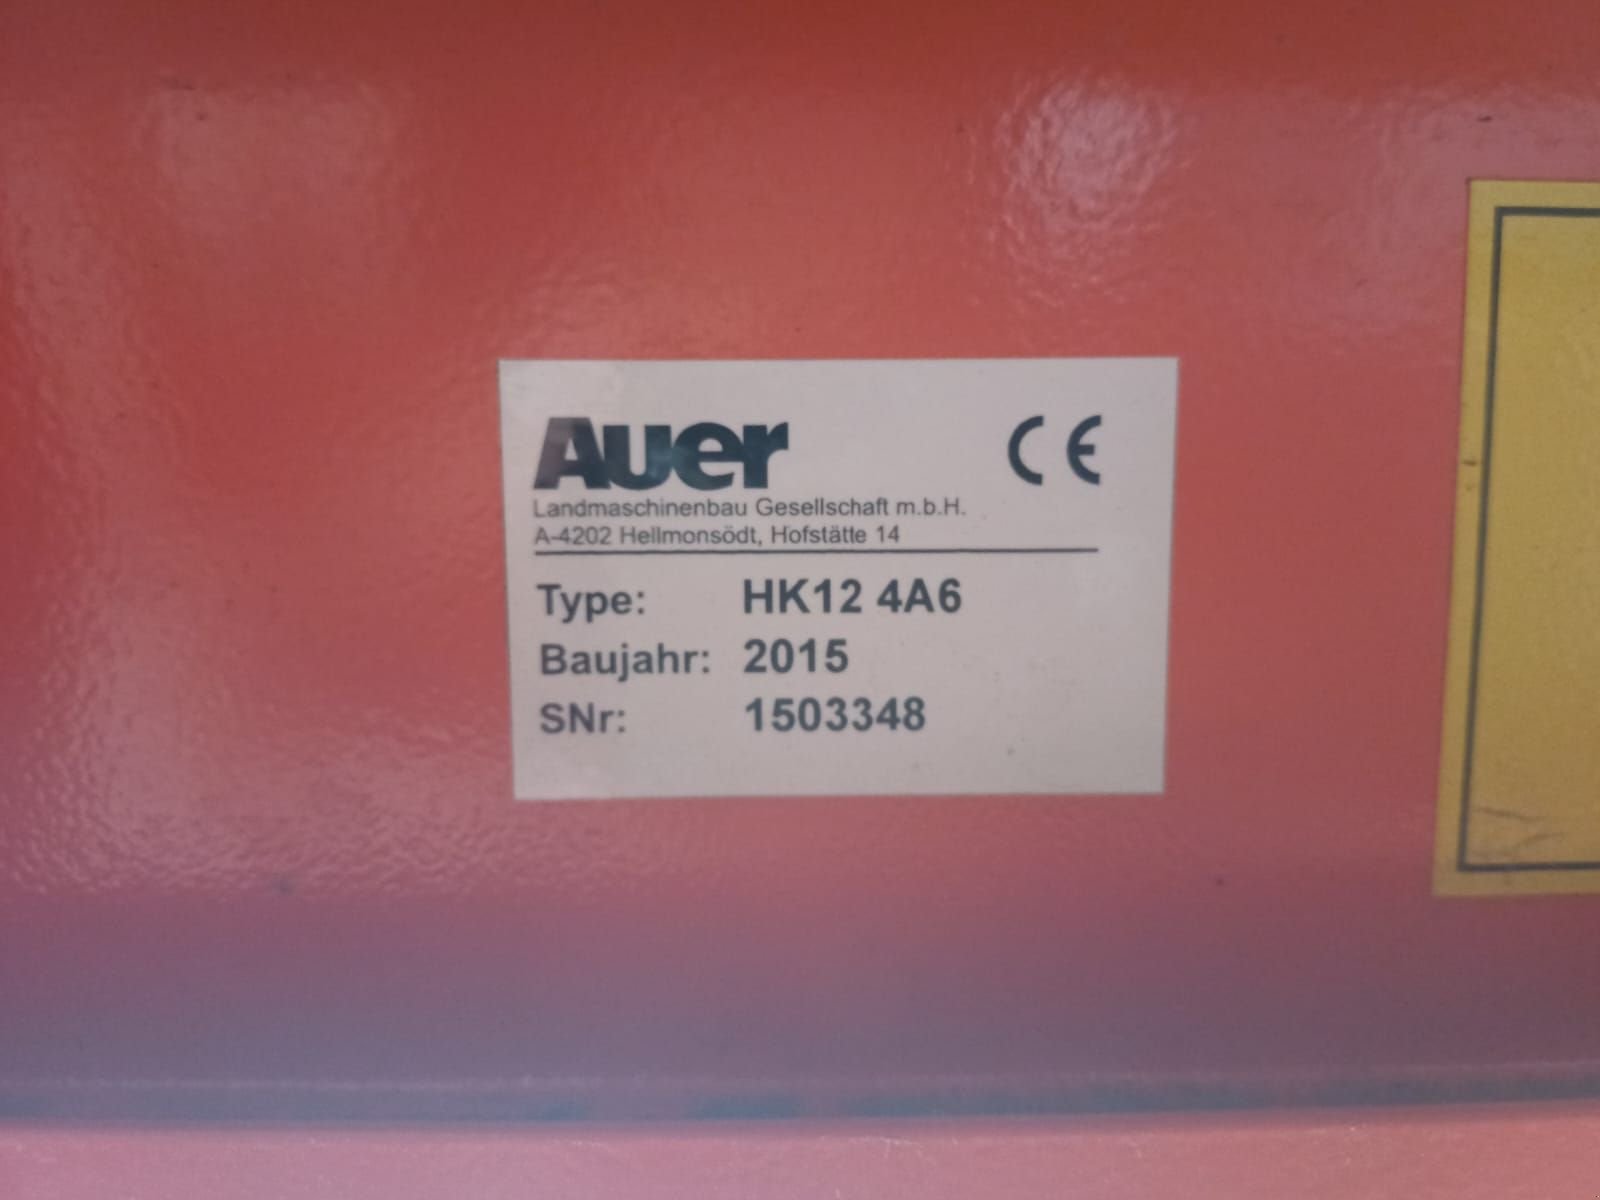 Auer CE
Landmaschinenbau Gesellschaft m.b.H.
A-4202 Hellmonsödt, Hofstätte 14
Type: HK12 4A6
Baujahr: 2015
SNr: 1503348